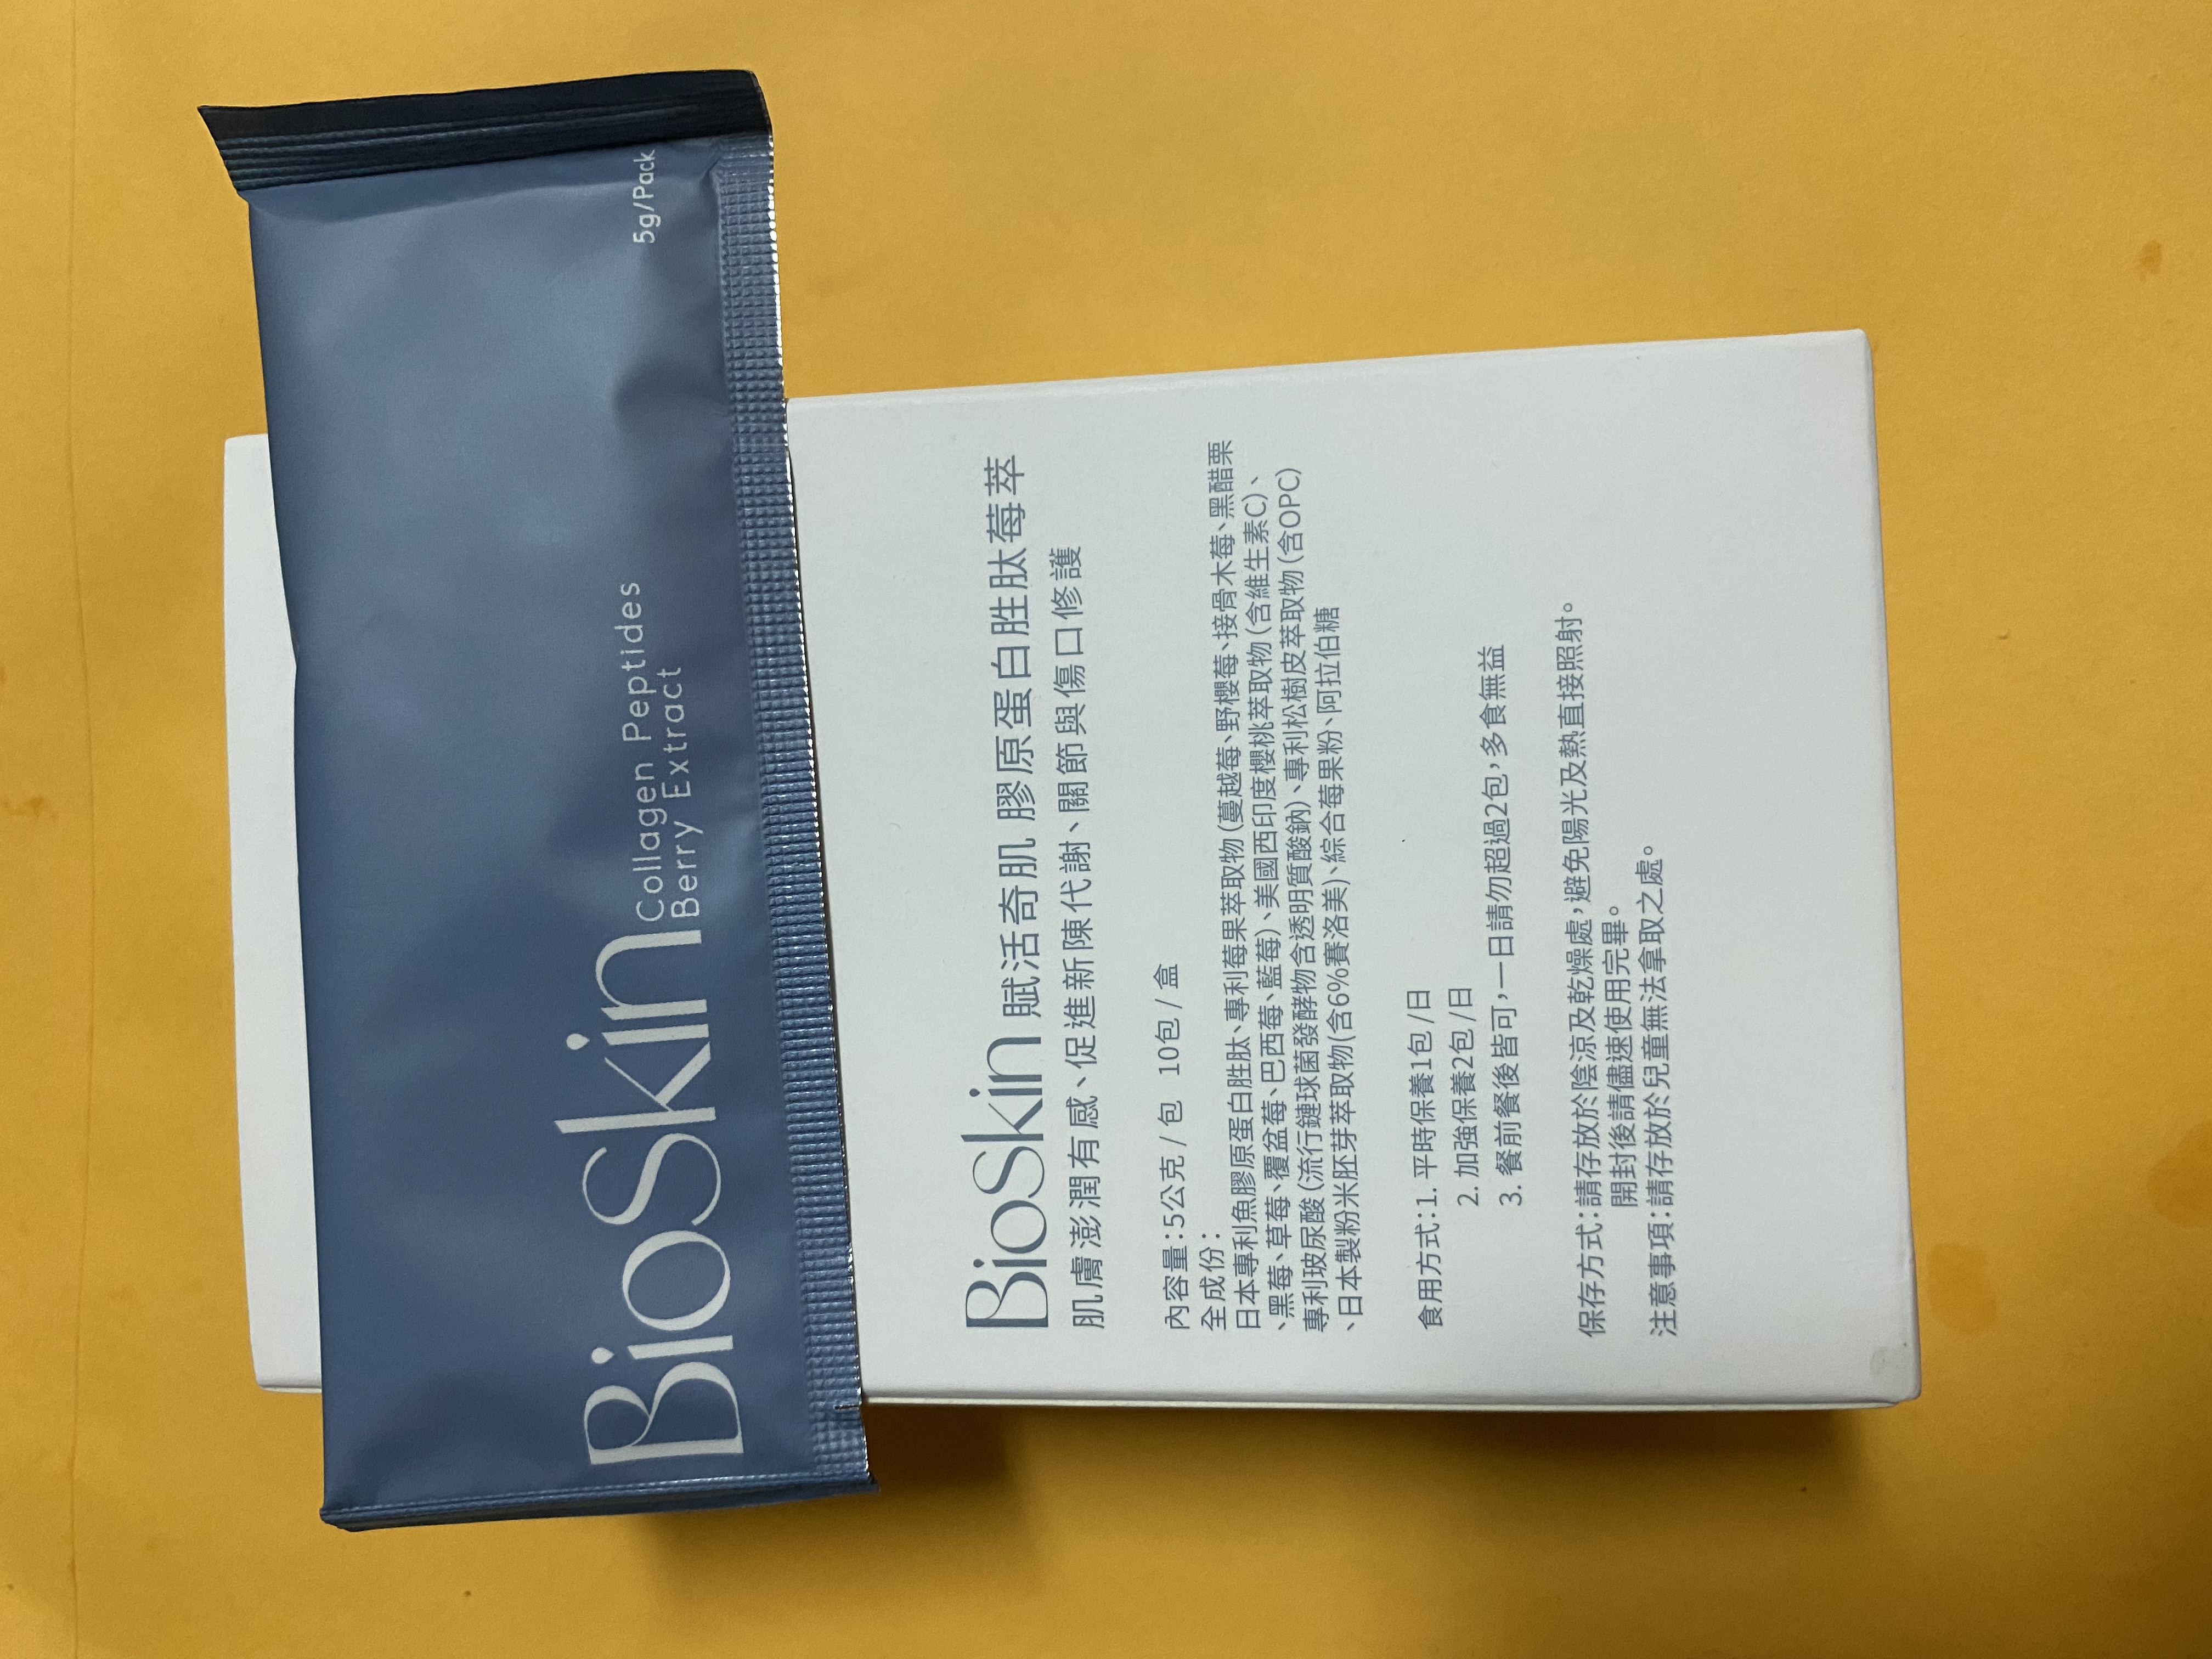 BioSkin
Collagen Peptides
Berry Extract
5g/Pack
BioSkin 賦活奇肌 膠原蛋白胜肽莓萃
肌膚澎潤有感、促進新陳代謝、關節與傷口修護
內容量:5公克/包 10包/盒
全成份:
日本專利魚膠原蛋白胜肽、專利莓果萃取物(蔓越莓、野櫻莓、接骨木莓、黑醋栗
、黑莓、草莓、覆盆莓、巴西莓、藍莓)、美國西印度櫻桃萃取物(含維生素C)、
專利玻尿酸(流行鏈球菌發酵物含透明質酸鈉)、專利松樹皮萃取物(含OPC)
、日本製粉米胚芽萃取物(含6%賽洛美)、綜合莓果粉、阿拉伯糖
食用方式:1. 平時保養1包/日
2. 加強保養2包/日
3. 餐前餐後皆可,一日請勿超過2包,多食無益
保存方式:請存放於陰涼及乾燥處,避免陽光及熱直接照射。
開封後請儘速使用完畢。
注意事項:請存放於兒童無法拿取之處。